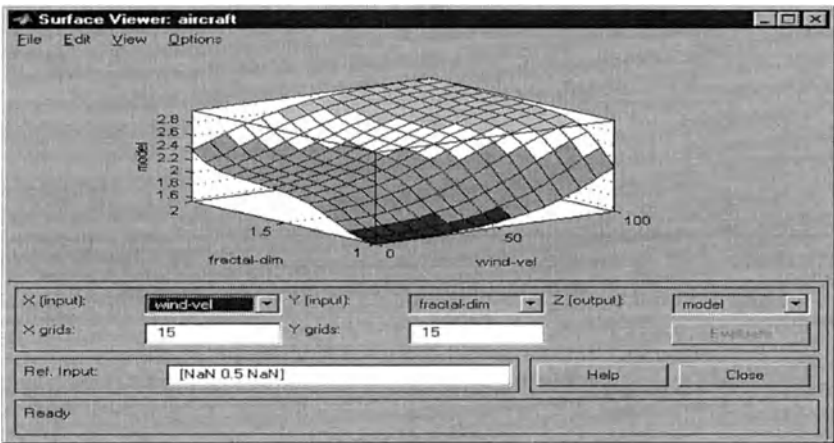 Surface Viewer: aircraft
File Edit View Options
2.8
2.6
2.4
2.2
2
1.8
1.6
model
2
1.5
1
fractal-dim
0
50
100
wind-vel
X (input): wind-vel Y (input): fractal-dim Z (output): model
X grids: 15 Y grids: 15 Evaluate
Ref. Input: [NaN 0.5 NaN] Help Close
Ready